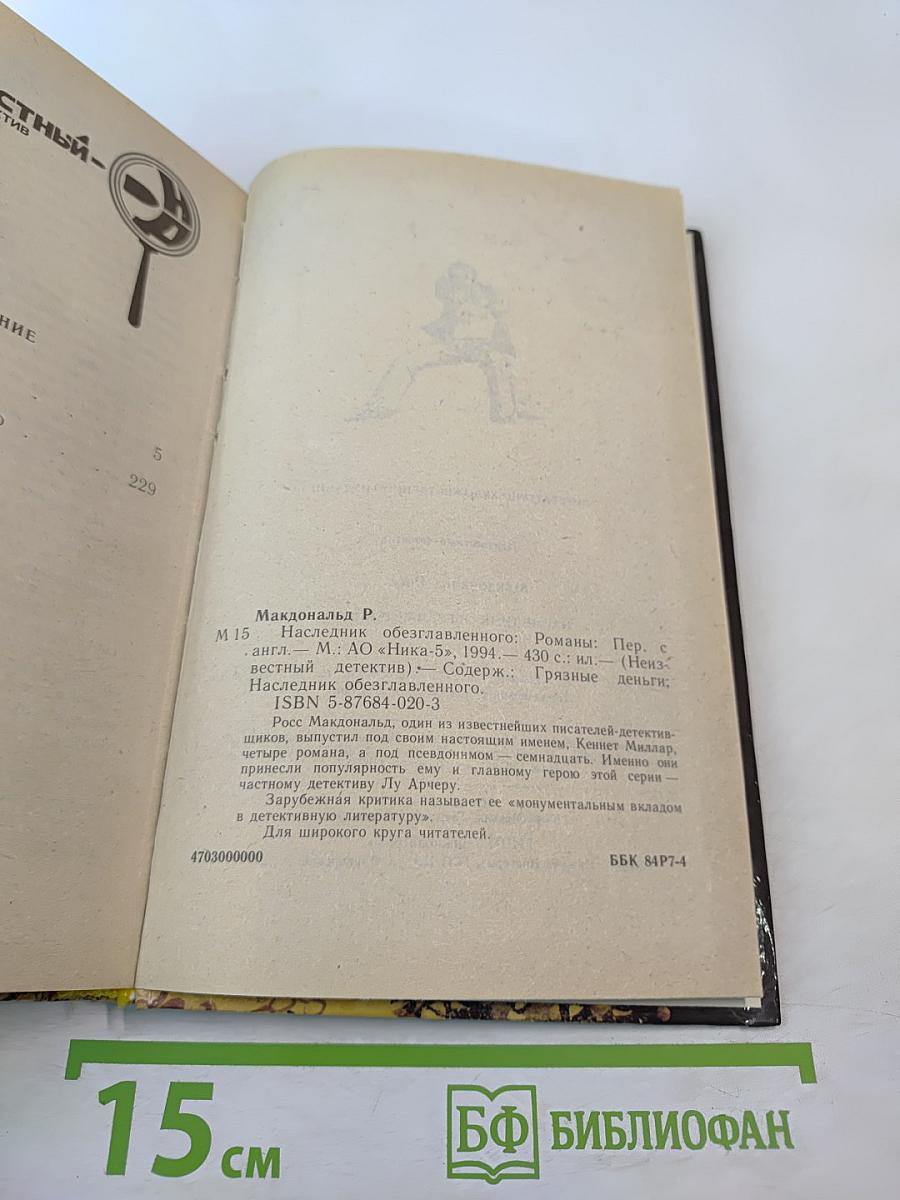 СТНЫЙ-
КТИВ
НД
НИЕ
5
229
Макдональд Р.
М 15 Наследник обезглавленного: Романы: Пер. с
англ.— М.: АО «Ника-5», 1994.— 430 с.: ил.— (Неиз-
вестный детектив).— Содерж.: Грязные деньги;
Наследник обезглавленного.
ISBN 5-87684-020-3
Росс Макдональд, один из известнейших писателей-детектив-
щиков, выпустил под своим настоящим именем, Кеннет Миллар,
четыре романа, а под псевдонимом — семнадцать. Именно они
принесли популярность ему и главному герою этой серии —
частному детективу Лу Арчеру.
Зарубежная критика называет ее «монументальным вкладом
в детективную литературу».
Для широкого круга читателей.
4703000000 ББК 84Р7-4
15 см
БФ БИБЛИОФАН